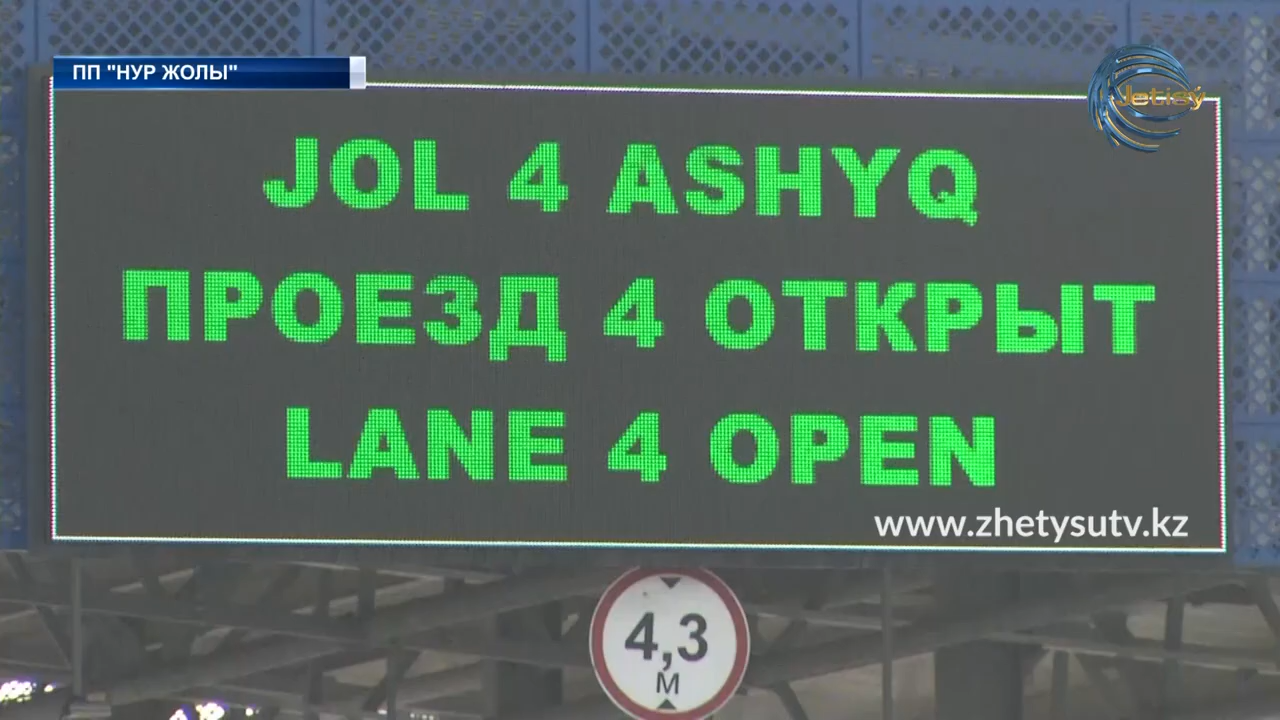 ПП "НУР ЖОЛЫ"
Jetisý
JOL 4 ASHYQ
ПРОЕЗД 4 ОТКРЫТ
LANE 4 OPEN
www.zhetysutv.kz
4,3
М